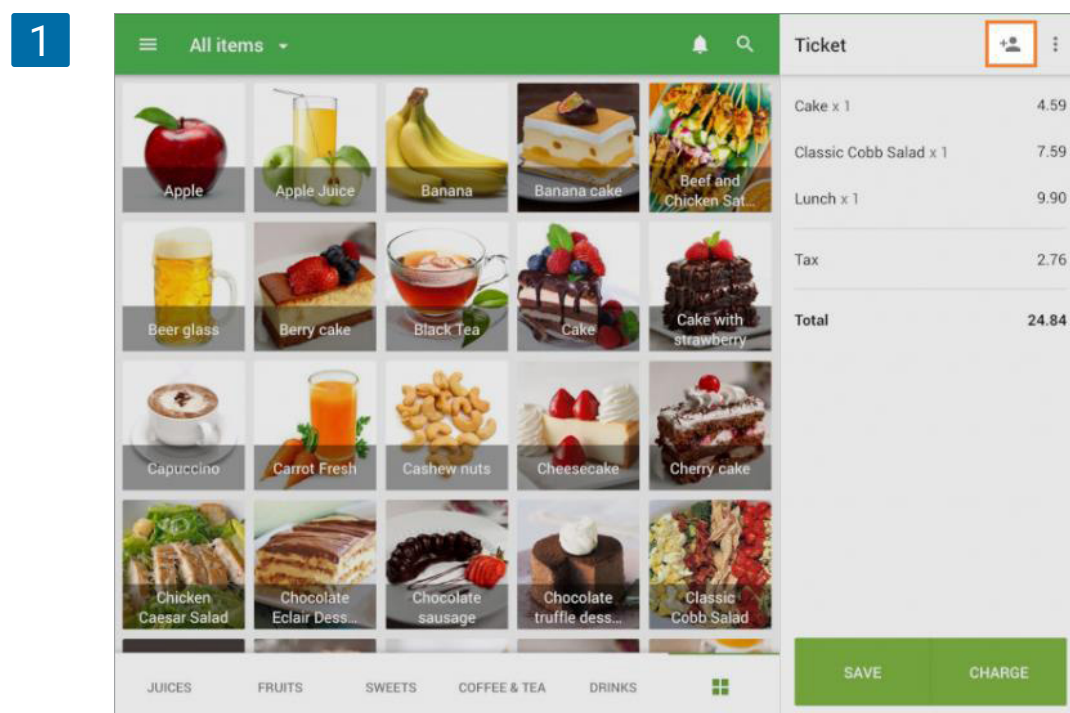 1
All items
Ticket
Cake x 1 4.59
Classic Cobb Salad x 1 7.59
Lunch x 1 9.90
Tax 2.76
Total 24.84
Apple
Apple Juice
Banana
Banana cake
Beef and
Chicken Sat...
Beer glass
Berry cake
Black Tea
Cake
Cake with
strawberry
Capuccino
Carrot Fresh
Cashew nuts
Cheesecake
Cherry cake
Chicken
Caesar Salad
Chocolate
Eclair Dess...
Chocolate
sausage
Chocolate
truffle dess...
Classic
Cobb Salad
JUICES
FRUITS
SWEETS
COFFEE & TEA
DRINKS
SAVE
CHARGE